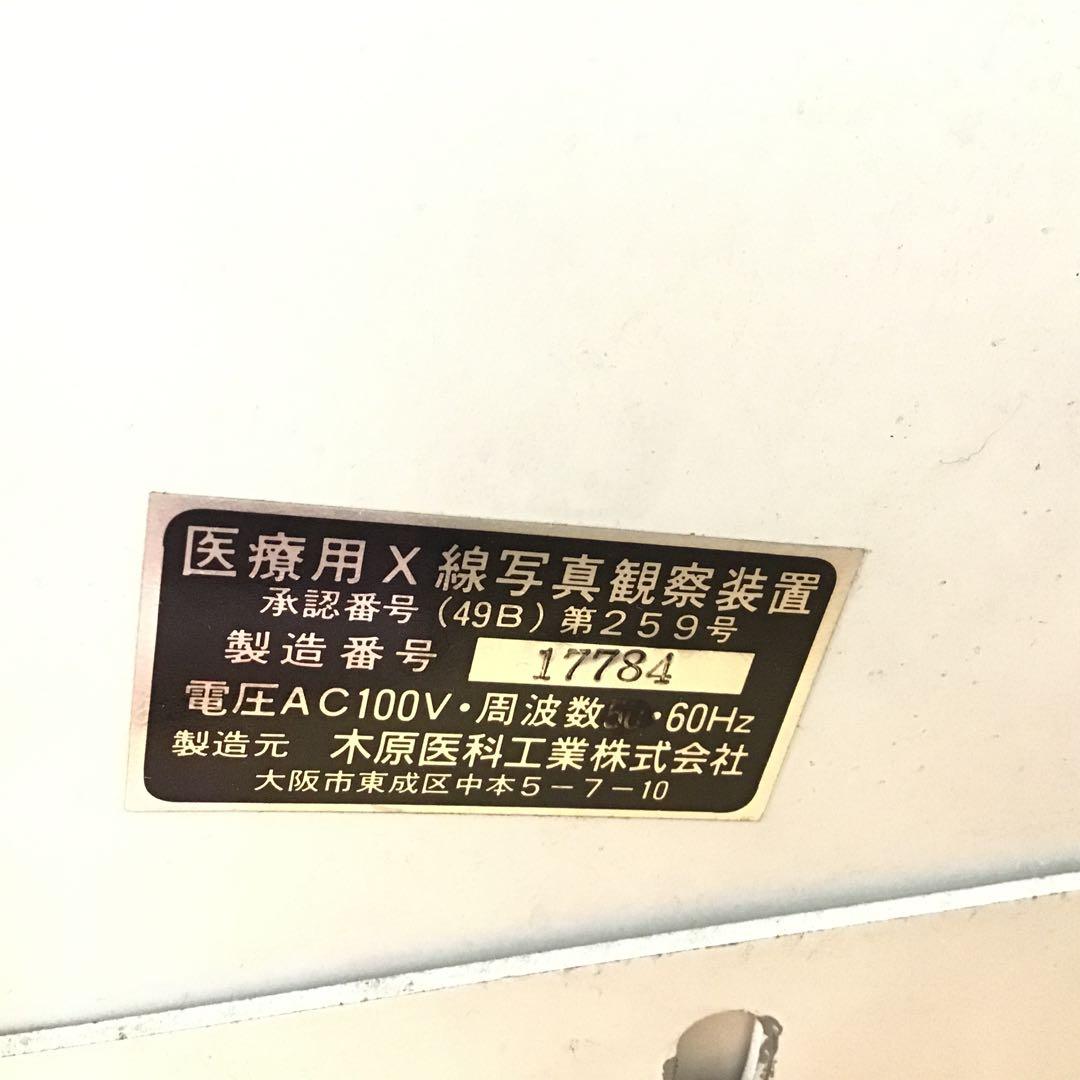 医療用X線写真観察装置
承認番号(49B)第259号
製造番号 17784
電圧AC100V・周波数 ・60Hz
製造元 木原医科工業株式会社
大阪市東成区中本5-7-10